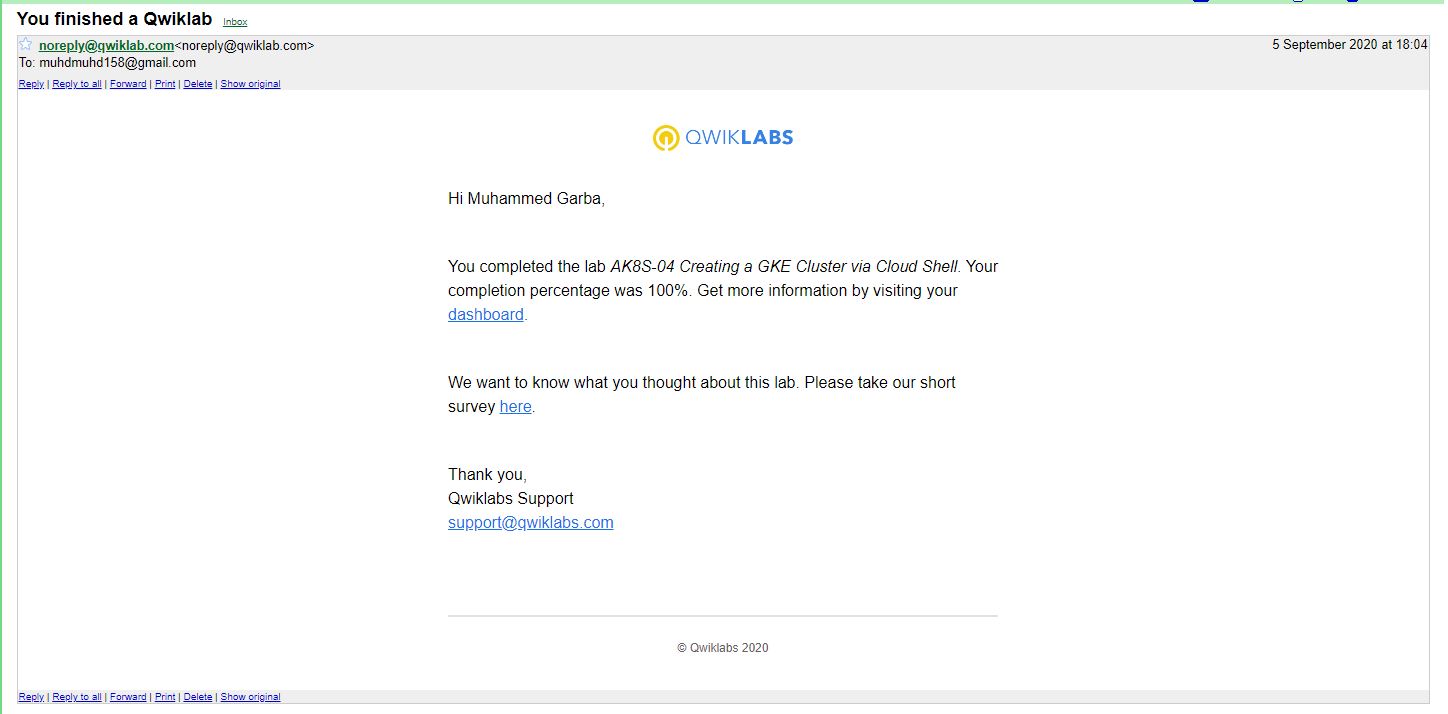 You finished a Qwiklab Inbox
noreply@qwiklab.com<noreply@qwiklab.com> 5 September 2020 at 18:04
To: muhdmuhd158@gmail.com
Reply | Reply to all | Forward | Print | Delete | Show original
QWIKLABS
Hi Muhammed Garba,
You completed the lab AK8S-04 Creating a GKE Cluster via Cloud Shell. Your
completion percentage was 100%. Get more information by visiting your
dashboard.
We want to know what you thought about this lab. Please take our short
survey here.
Thank you,
Qwiklabs Support
support@qwiklabs.com
© Qwiklabs 2020
Reply | Reply to all | Forward | Print | Delete | Show original